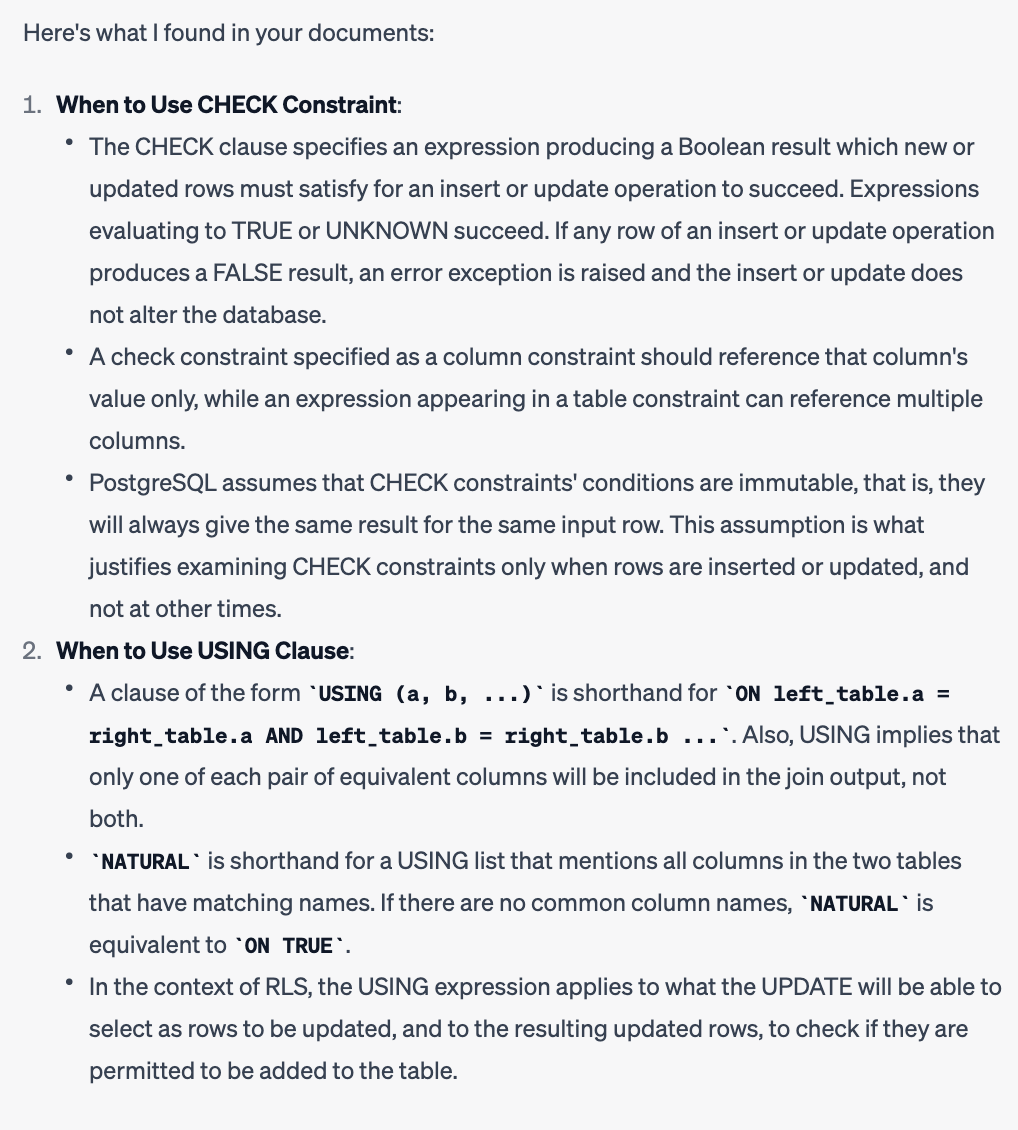 Here's what I found in your documents:
1. When to Use CHECK Constraint:
• The CHECK clause specifies an expression producing a Boolean result which new or
updated rows must satisfy for an insert or update operation to succeed. Expressions
evaluating to TRUE or UNKNOWN succeed. If any row of an insert or update operation
produces a FALSE result, an error exception is raised and the insert or update does
not alter the database.
• A check constraint specified as a column constraint should reference that column's
value only, while an expression appearing in a table constraint can reference multiple
columns.
• PostgreSQL assumes that CHECK constraints' conditions are immutable, that is, they
will always give the same result for the same input row. This assumption is what
justifies examining CHECK constraints only when rows are inserted or updated, and
not at other times.
2. When to Use USING Clause:
• A clause of the form `USING (a, b, ...)` is shorthand for `ON left_table.a =
right_table.a AND left_table.b = right_table.b ...`. Also, USING implies that
only one of each pair of equivalent columns will be included in the join output, not
both.
• `NATURAL` is shorthand for a USING list that mentions all columns in the two tables
that have matching names. If there are no common column names, `NATURAL` is
equivalent to `ON TRUE`.
• In the context of RLS, the USING expression applies to what the UPDATE will be able to
select as rows to be updated, and to the resulting updated rows, to check if they are
permitted to be added to the table.